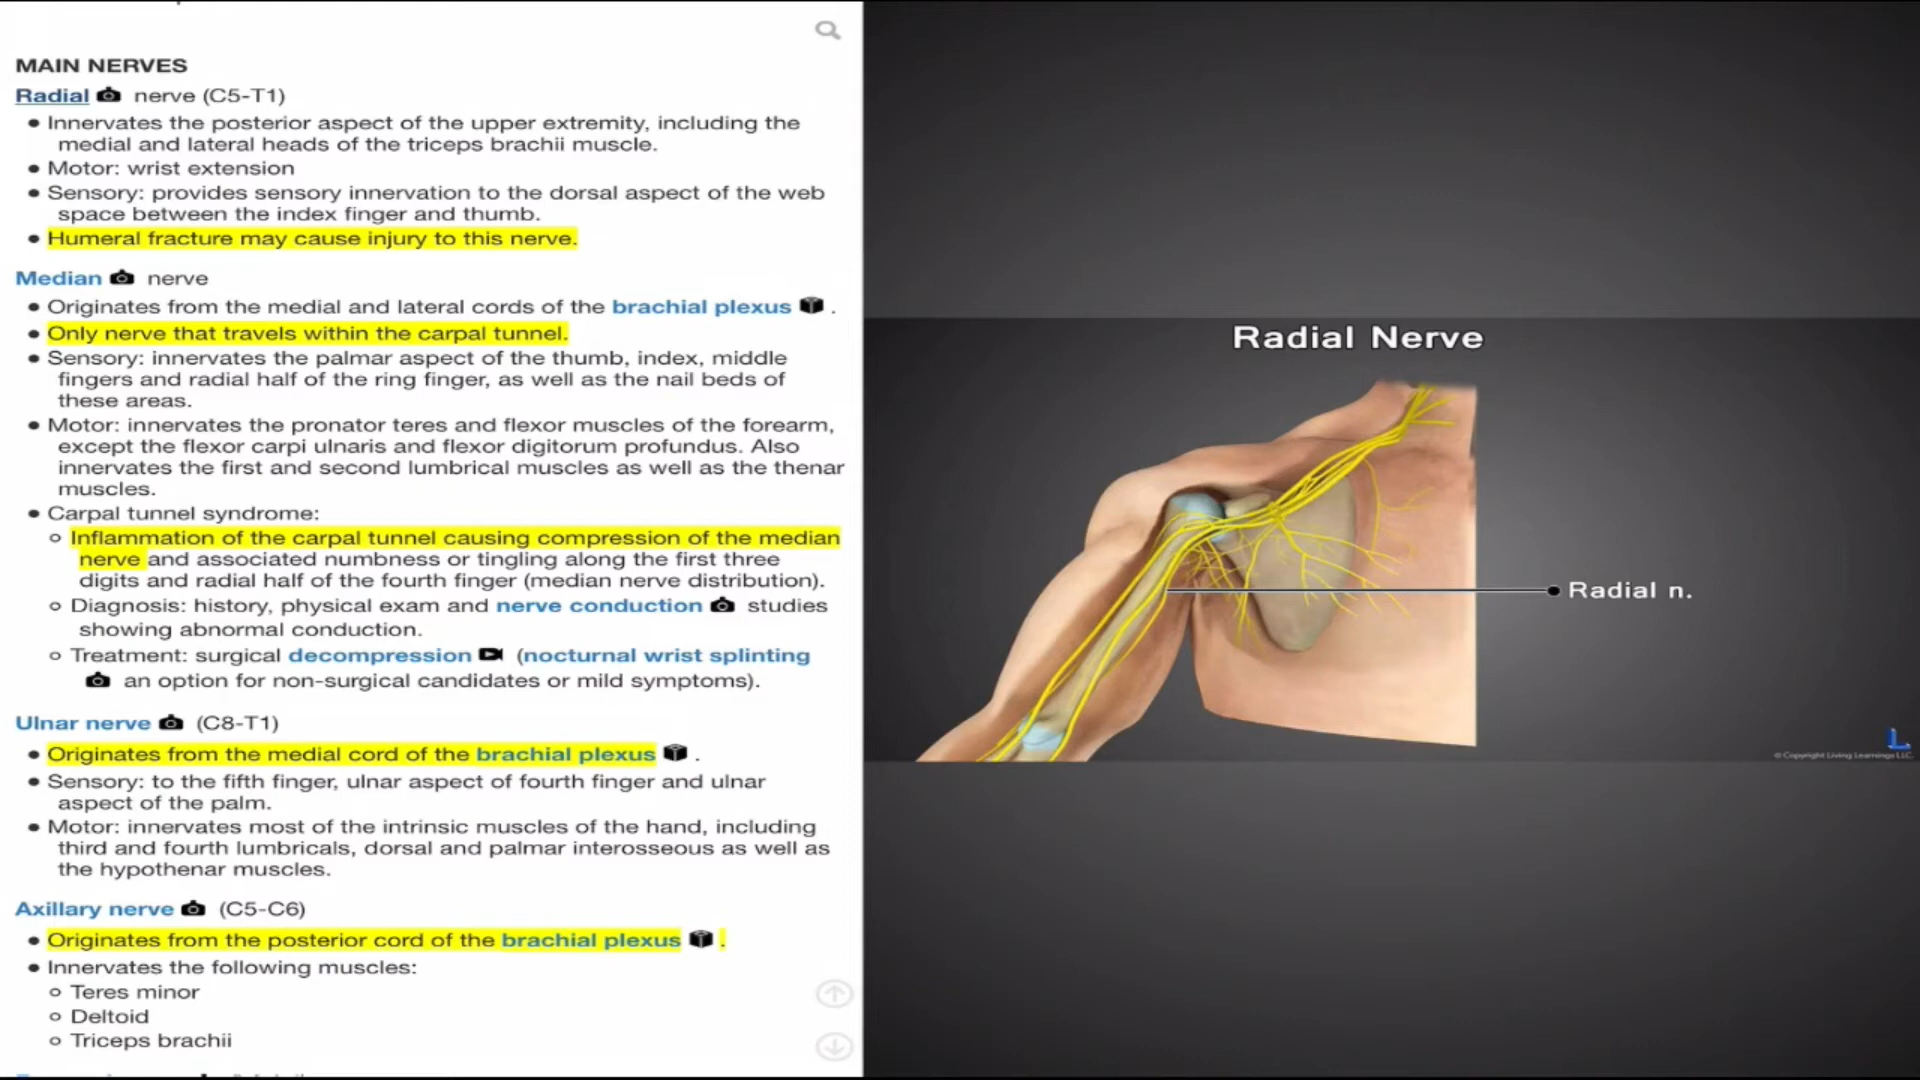 MAIN NERVES
Radial nerve (C5-T1)
● Innervates the posterior aspect of the upper extremity, including the
medial and lateral heads of the triceps brachii muscle.
● Motor: wrist extension
● Sensory: provides sensory innervation to the dorsal aspect of the web
space between the index finger and thumb.
● Humeral fracture may cause injury to this nerve.
Median nerve
● Originates from the medial and lateral cords of the brachial plexus .
● Only nerve that travels within the carpal tunnel.
● Sensory: innervates the palmar aspect of the thumb, index, middle
fingers and radial half of the ring finger, as well as the nail beds of
these areas.
● Motor: innervates the pronator teres and flexor muscles of the forearm,
except the flexor carpi ulnaris and flexor digitorum profundus. Also
innervates the first and second lumbrical muscles as well as the thenar
muscles.
● Carpal tunnel syndrome:
○ Inflammation of the carpal tunnel causing compression of the median
nerve and associated numbness or tingling along the first three
digits and radial half of the fourth finger (median nerve distribution).
○ Diagnosis: history, physical exam and nerve conduction studies
showing abnormal conduction.
○ Treatment: surgical decompression (nocturnal wrist splinting
an option for non-surgical candidates or mild symptoms).
Ulnar nerve (C8-T1)
● Originates from the medial cord of the brachial plexus .
● Sensory: to the fifth finger, ulnar aspect of fourth finger and ulnar
aspect of the palm.
● Motor: innervates most of the intrinsic muscles of the hand, including
third and fourth lumbricals, dorsal and palmar interosseous as well as
the hypothenar muscles.
Axillary nerve (C5-C6)
● Originates from the posterior cord of the brachial plexus .
● Innervates the following muscles:
○ Teres minor
○ Deltoid
○ Triceps brachii
Radial Nerve
Radial n.
L
© Copyright Living Learnings LLC.